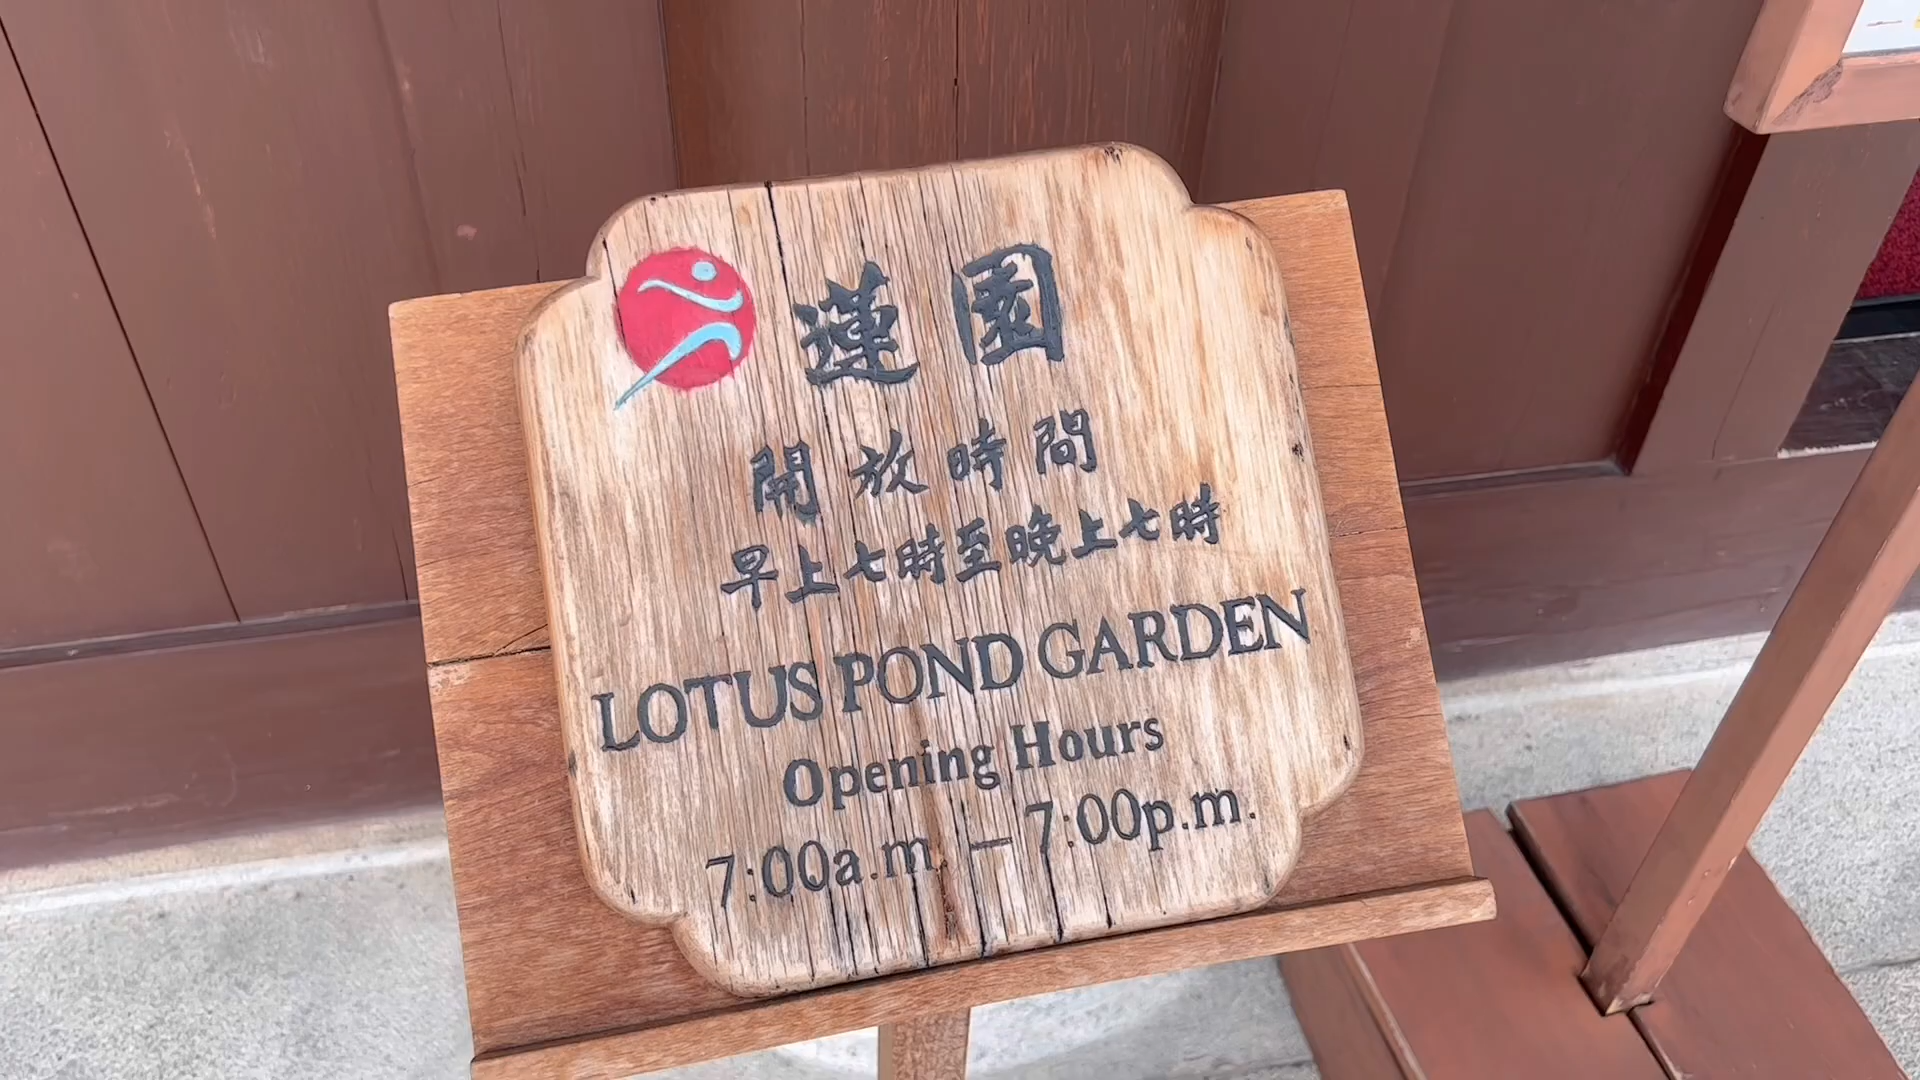 蓮園
開放時間
早上七時至晚上七時
LOTUS POND GARDEN
Opening Hours
7:00a.m. – 7:00p.m.